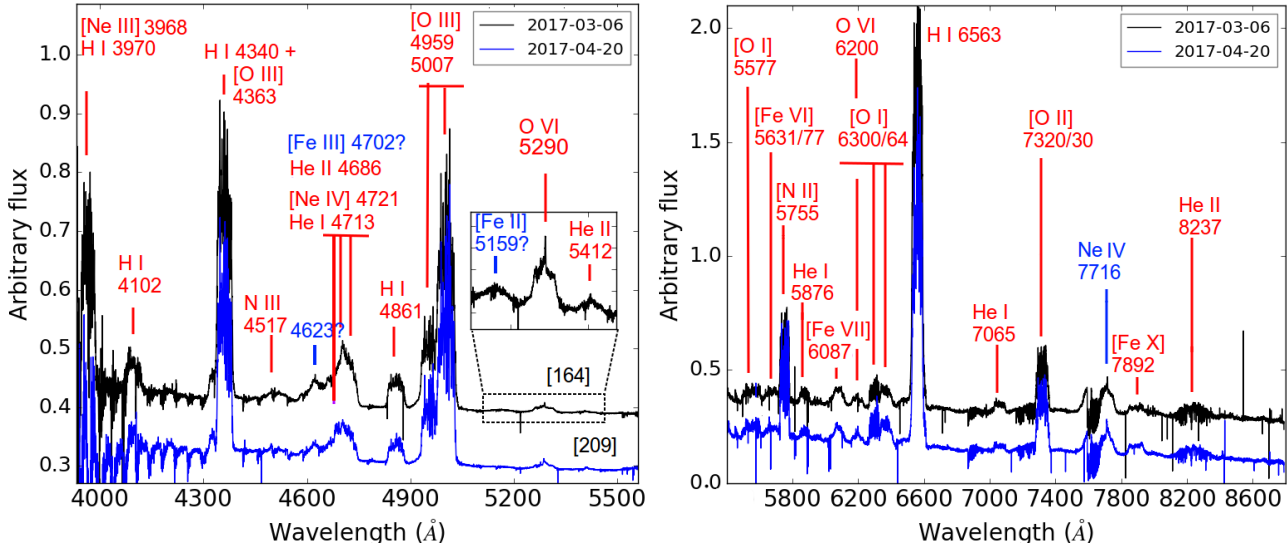 [Ne III] 3968
H I 3970
H I 4340 +
[O III]
4363
[O III]
4959
5007
2017-03-06
2017-04-20
H I
4102
N III
4517
4623?
[Fe III] 4702?
He II 4686
[Ne IV] 4721
He I 4713
H I
4861
[Fe II]
5159?
O VI
5290
He II
5412
[164]
[209]
1.0
0.9
0.8
0.7
0.6
0.5
0.4
0.3
Arbitrary flux
4000
4300
4600
4900
5200
5500
Wavelength (Å)
[O I]
5577
[Fe VI]
5631/77
[N II]
5755
He I
5876
[Fe VII]
6087
O VI
6200
[O I]
6300/64
H I 6563
2017-03-06
2017-04-20
He I
7065
[O II]
7320/30
Ne IV
7716
[Fe X]
7892
He II
8237
2.0
1.5
1.0
0.5
0.0
Arbitrary flux
5800
6200
6600
7000
7400
7800
8200
8600
Wavelength (Å)